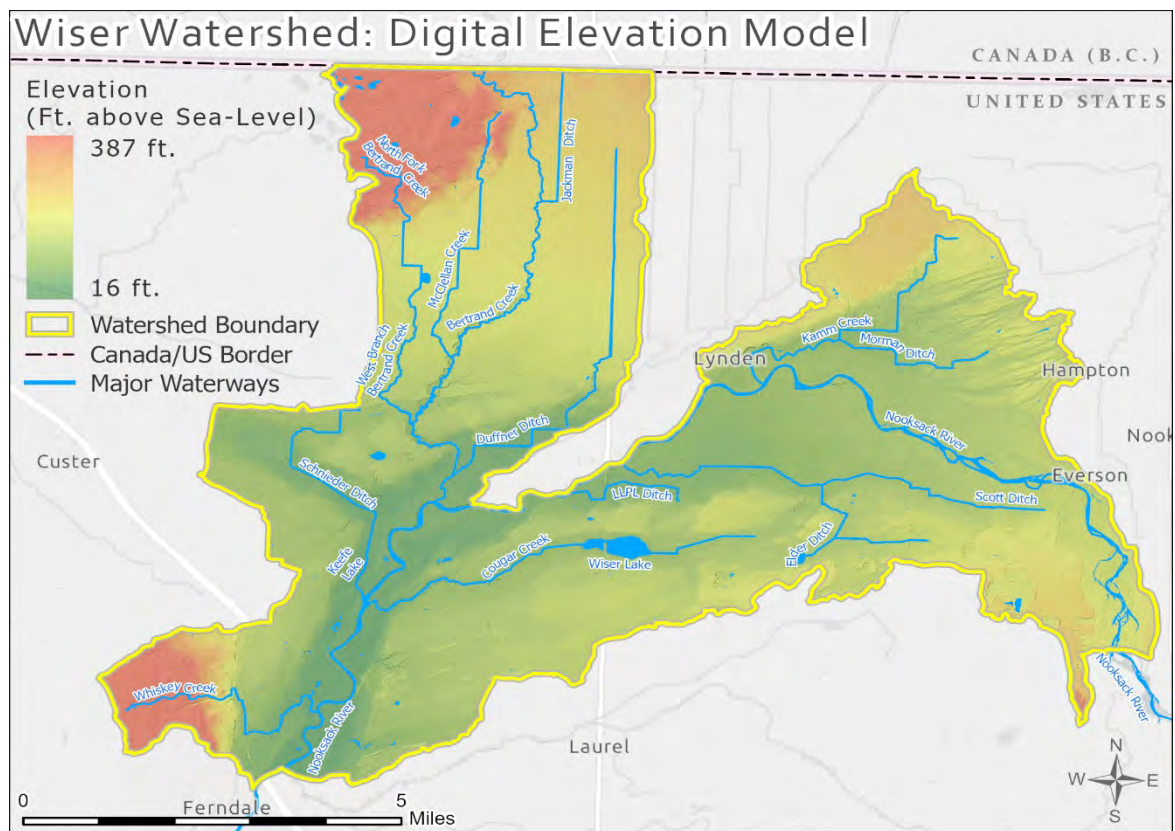 Wiser Watershed: Digital Elevation Model
CANADA (B.C.)
UNITED STATES
Elevation
(Ft. above Sea-Level)
387 ft.
16 ft.
Watershed Boundary
Canada/US Border
Major Waterways
North Fork
Bertrand Creek
Jackman Ditch
McClellan Creek
Bertrand Creek
West Branch
Bertrand Creek
Kamm Creek
Morman Ditch
Lynden
Hampton
Nooksack River
Nook
Duffner Ditch
Custer
Schnieder Ditch
Everson
LLPL Ditch
Scott Ditch
Elder Ditch
Cougar Creek
Wiser Lake
Keefe
Lake
Whiskey Creek
Nooksack River
Nooksack River
Laurel
Ferndale
N
W
E
S
0
5
Miles